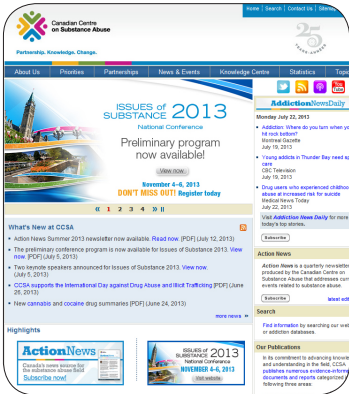 Home | Search | Contact Us |
Canadian Centre
on Substance Abuse
Partnership. Knowledge. Change.
25
YEARS
About Us
Priorities
Partnerships
News & Events
Knowledge Centre
Statistics
ISSUES OF
SUBSTANCE 2013
National Conference
Preliminary program
now available!
View now.
November 4–6, 2013
DON'T MISS OUT! Register today
« 1 2 3 4 »
What's New at CCSA
Action News Summer 2013 newsletter now available. Read now. [PDF] (July 12, 2013)
The preliminary program is now available for Issues of Substance 2013. View
now. [PDF] (July 5, 2013)
Two keynote speakers announced for Issues of Substance 2013. View now.
(July 5, 2013)
CCSA supports the International Day against Drug Abuse and Illicit Trafficking [PDF] (June
26, 2013)
New cannabis and cocaine drug summaries [PDF] (June 24, 2013)
more news »
Highlights
ActionNews
Canada's news source for
the substance abuse field
Subscribe now!
ISSUES OF
SUBSTANCE 2013
National Conference
NOVEMBER 4–6, 2013
Visit website
You
Tube
AddictionNewsDaily
Monday July 22, 2013
Addiction: Where do you turn when yo
hit rock bottom?
Montreal Gazette
July 19, 2013
Young addicts in Thunder Bay need sp
care
CBC Television
July 19, 2013
Drug users who experienced childhoo
abuse at increased risk for suicide
Medical News Today
July 22, 2013
Visit Addiction News Daily for more
today's top stories.
Subscribe
Action News
Action News is a quarterly newslette
produced by the Canadian Centre on
Substance Abuse that addresses curr
events related to substance abuse.
Subscribe
latest edi
Search
Find information by searching our web
or addiction databases.
Our Publications
In its commitment to advancing knowle
and understanding in the field, CCSA
publishes numerous evidence-inform
documents and reports categorized
following three areas